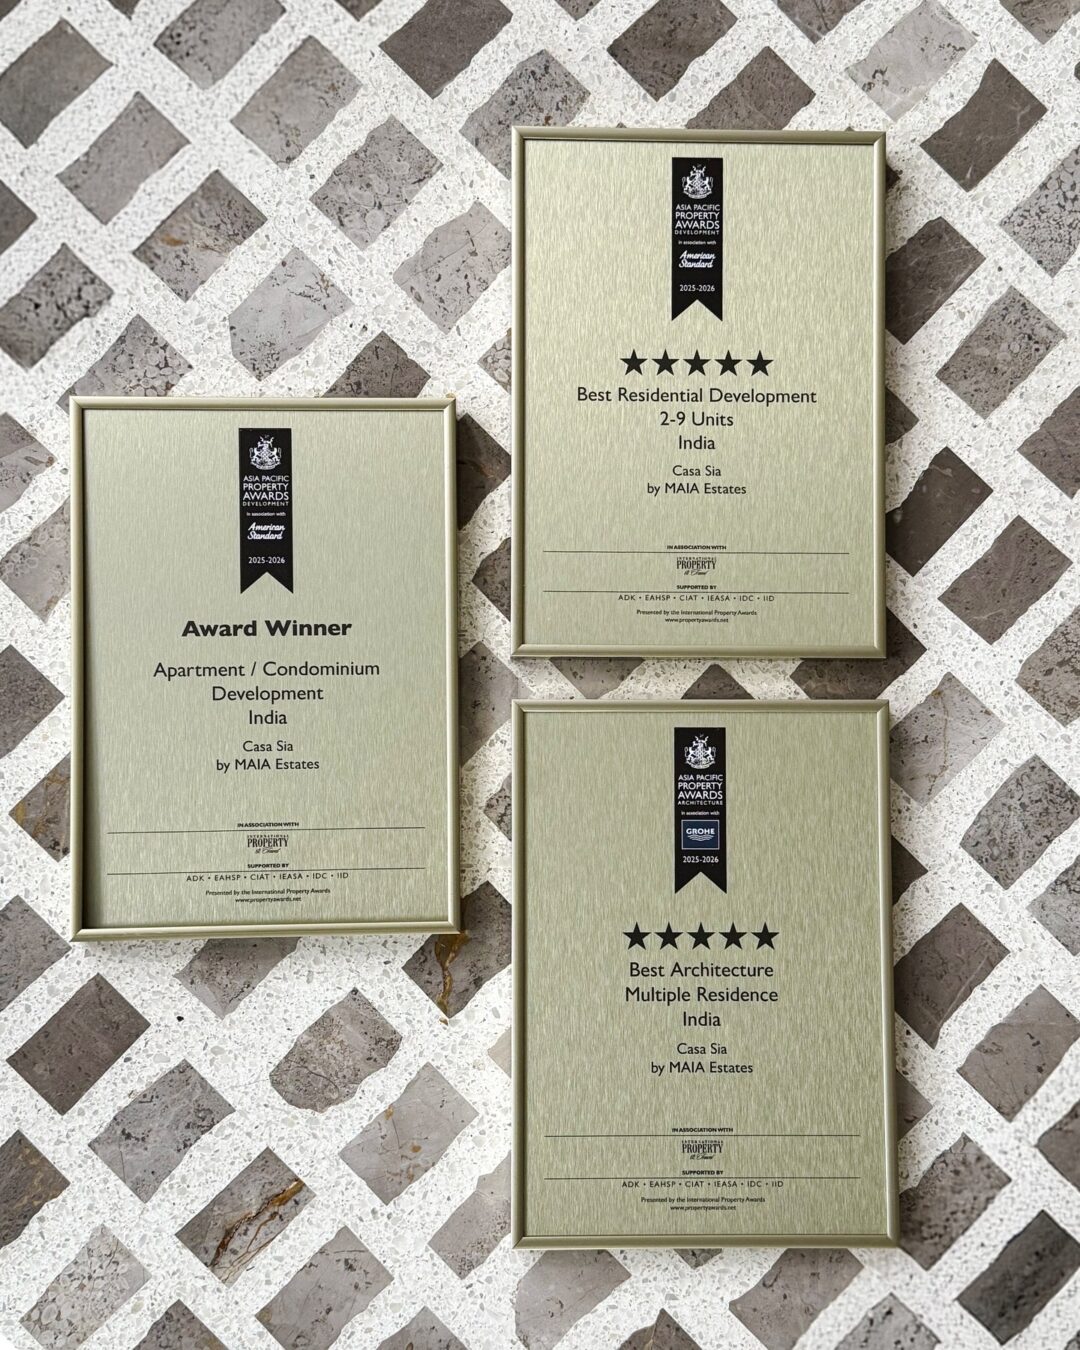 ASIA PACIFIC
PROPERTY
AWARDS
DEVELOPMENT
in association with
American
Standard
2025-2026
Best Residential Development
2-9 Units
India
Casa Sia
by MAIA Estates
IN ASSOCIATION WITH
INTERNATIONAL
PROPERTY
& Travel
SUPPORTED BY
ADK • EAHSP • CIAT • IEASA • IDC • IID
Presented by the International Property Awards
www.propertyawards.net
ASIA PACIFIC
PROPERTY
AWARDS
DEVELOPMENT
in association with
American
Standard
2025-2026
Award Winner
Apartment / Condominium
Development
India
Casa Sia
by MAIA Estates
IN ASSOCIATION WITH
INTERNATIONAL
PROPERTY
& Travel
SUPPORTED BY
ADK • EAHSP • CIAT • IEASA • IDC • IID
Presented by the International Property Awards
www.propertyawards.net
ASIA PACIFIC
PROPERTY
AWARDS
ARCHITECTURE
in association with
GROHE
2025-2026
Best Architecture
Multiple Residence
India
Casa Sia
by MAIA Estates
IN ASSOCIATION WITH
INTERNATIONAL
PROPERTY
& Travel
SUPPORTED BY
ADK • EAHSP • CIAT • IEASA • IDC • IID
Presented by the International Property Awards
www.propertyawards.net